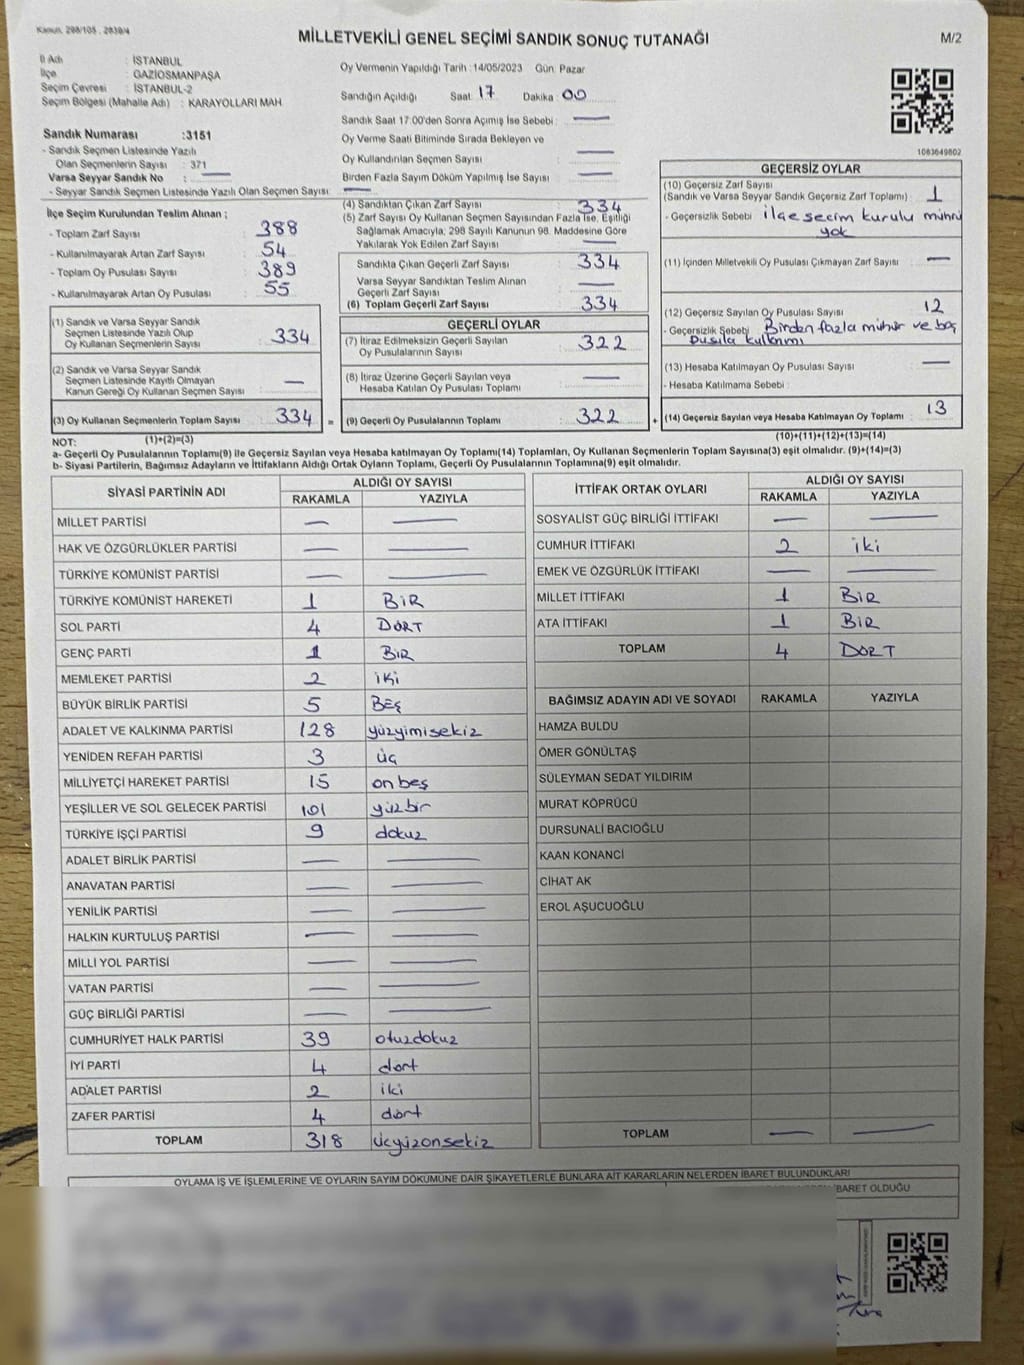 Kanun, 298/105 , 2839/4
MİLLETVEKİLİ GENEL SEÇİMİ SANDIK SONUÇ TUTANAĞI
M/2
İl Adı : İSTANBUL
İlçe : GAZİOSMANPAŞA
Seçim Çevresi : İSTANBUL-2
Seçim Bölgesi (Mahalle Adı) : KARAYOLLARI MAH
Sandık Numarası :3151
- Sandık Seçmen Listesinde Yazılı
Olan Seçmenlerin Sayısı : 371
Varsa Seyyar Sandık No : —
- Seyyar Sandık Seçmen Listesinde Yazılı Olan Seçmen Sayısı: —
Oy Vermenin Yapıldığı Tarih :14/05/2023 Gün: Pazar
Sandığın Açıldığı Saat: 17 Dakika: 00
Sandık Saat 17:00'den Sonra Açılmış İse Sebebi : —
Oy Verme Saati Bitiminde Sırada Bekleyen ve
Oy Kullandırılan Seçmen Sayısı : —
Birden Fazla Sayım Döküm Yapılmış İse Sayısı : —
1083649802
İlçe Seçim Kurulundan Teslim Alınan ;
- Toplam Zarf Sayısı : 388
- Kullanılmayarak Artan Zarf Sayısı : 54
- Toplam Oy Pusulası Sayısı : 389
- Kullanılmayarak Artan Oy Pusulası : 55
(1) Sandık ve Varsa Seyyar Sandık
Seçmen Listesinde Yazılı Olup
Oy Kullanan Seçmenlerin Sayısı : 334
(2) Sandık ve Varsa Seyyar Sandık
Seçmen Listesinde Kayıtlı Olmayan
Kanun Gereği Oy Kullanan Seçmen Sayısı : —
(3) Oy Kullanan Seçmenlerin Toplam Sayısı : 334 =
(4) Sandıktan Çıkan Zarf Sayısı : 334
(5) Zarf Sayısı Oy Kullanan Seçmen Sayısından Fazla İse, Eşitliği
Sağlamak Amacıyla; 298 Sayılı Kanunun 98. Maddesine Göre
Yakılarak Yok Edilen Zarf Sayısı : —
Sandıkta Çıkan Geçerli Zarf Sayısı : 334
Varsa Seyyar Sandıktan Teslim Alınan
Geçerli Zarf Sayısı : —
(6) Toplam Geçerli Zarf Sayısı : 334
GEÇERLİ OYLAR
(7) İtiraz Edilmeksizin Geçerli Sayılan
Oy Pusulalarının Sayısı : 322
(8) İtiraz Üzerine Geçerli Sayılan veya
Hesaba Katılan Oy Pusulası Toplamı : —
(9) Geçerli Oy Pusulalarının Toplamı : 322 +
GEÇERSİZ OYLAR
(10) Geçersiz Zarf Sayısı
(Sandık ve Varsa Seyyar Sandık Geçersiz Zarf Toplamı) : 1
- Geçersizlik Sebebi : ilçe seçim kurulu mührü
yok
(11) İçinden Milletvekili Oy Pusulası Çıkmayan Zarf Sayısı : —
(12) Geçersiz Sayılan Oy Pusulası Sayısı : 12
- Geçersizlik Sebebi : Birden fazla mühür ve boş
Pusula kullanımı
(13) Hesaba Katılmayan Oy Pusulası Sayısı : —
- Hesaba Katılmama Sebebi :
(14) Geçersiz Sayılan veya Hesaba Katılmayan Oy Toplamı : 13
NOT: (1)+(2)=(3) (10)+(11)+(12)+(13)=(14)
a- Geçerli Oy Pusulalarının Toplamı(9) ile Geçersiz Sayılan veya Hesaba katılmayan Oy Toplamı(14) Toplamları, Oy Kullanan Seçmenlerin Toplam Sayısına(3) eşit olmalıdır. (9)+(14)=(3)
b- Siyasi Partilerin, Bağımsız Adayların ve İttifakların Aldığı Ortak Oyların Toplamı, Geçerli Oy Pusulalarının Toplamına(9) eşit olmalıdır.
SİYASİ PARTİNİN ADI ALDIĞI OY SAYISI
RAKAMLA YAZIYLA
MİLLET PARTİSİ — —
HAK VE ÖZGÜRLÜKLER PARTİSİ — —
TÜRKİYE KOMÜNİST PARTİSİ — —
TÜRKİYE KOMÜNİST HAREKETİ 1 BİR
SOL PARTİ 4 DÖRT
GENÇ PARTİ 1 BİR
MEMLEKET PARTİSİ 2 iki
BÜYÜK BİRLİK PARTİSİ 5 BEŞ
ADALET VE KALKINMA PARTİSİ 128 yüzyimisekiz
YENİDEN REFAH PARTİSİ 3 üç
MİLLİYETÇİ HAREKET PARTİSİ 15 onbeş
YEŞİLLER VE SOL GELECEK PARTİSİ 101 yüzbir
TÜRKİYE İŞÇİ PARTİSİ 9 dokuz
ADALET BİRLİK PARTİSİ — —
ANAVATAN PARTİSİ — —
YENİLİK PARTİSİ — —
HALKIN KURTULUŞ PARTİSİ — —
MİLLİ YOL PARTİSİ — —
VATAN PARTİSİ — —
GÜÇ BİRLİĞİ PARTİSİ — —
CUMHURİYET HALK PARTİSİ 39 otuzdokuz
İYİ PARTİ 4 dört
ADALET PARTİSİ 2 iki
ZAFER PARTİSİ 4 dört
TOPLAM 318 üçyüzonsekiz
İTTİFAK ORTAK OYLARI ALDIĞI OY SAYISI
RAKAMLA YAZIYLA
SOSYALİST GÜÇ BİRLİĞİ İTTİFAKI — —
CUMHUR İTTİFAKI 2 iki
EMEK VE ÖZGÜRLÜK İTTİFAKI — —
MİLLET İTTİFAKI 1 BİR
ATA İTTİFAKI 1 BİR
TOPLAM 4 DÖRT
BAĞIMSIZ ADAYIN ADI VE SOYADI RAKAMLA YAZIYLA
HAMZA BULDU
ÖMER GÖNÜLTAŞ
SÜLEYMAN SEDAT YILDIRIM
MURAT KÖPRÜCÜ
DURSUNALİ BACIOĞLU
KAAN KONANCİ
CİHAT AK
EROL AŞUCUOĞLU
TOPLAM — —
OYLAMA İŞ VE İŞLEMLERİNE VE OYLARIN SAYIM DÖKÜMÜNE DAİR ŞİKAYETLERLE BUNLARA AİT KARARLARIN NELERDEN İBARET BULUNDUKLARI
İBARET OLDUĞU